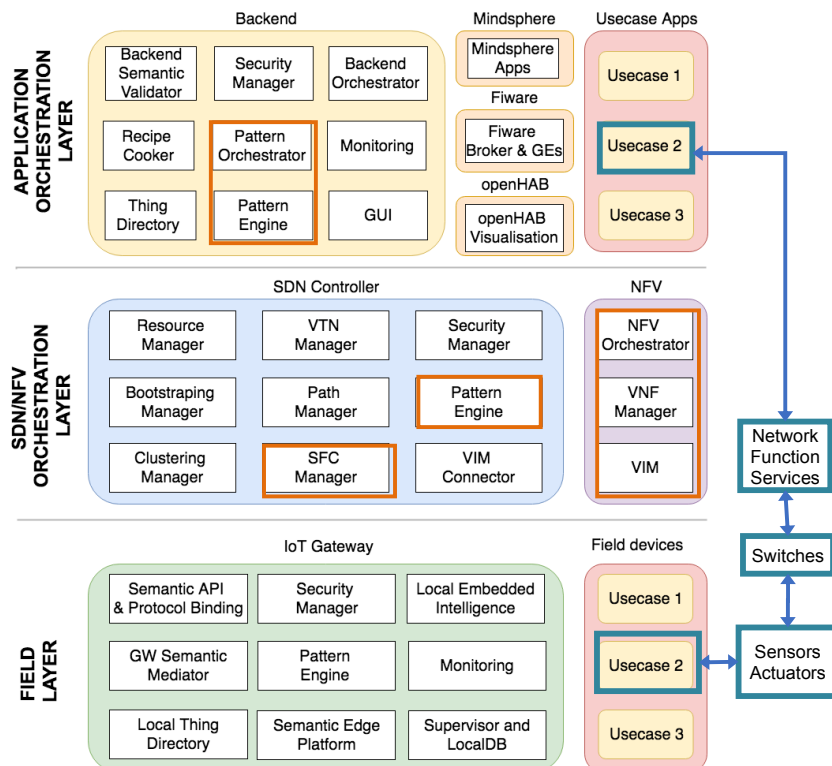 Backend
Mindsphere
Usecase Apps
APPLICATION
ORCHESTRATION
LAYER
Backend
Semantic
Validator
Security
Manager
Backend
Orchestrator
Recipe
Cooker
Pattern
Orchestrator
Monitoring
Thing
Directory
Pattern
Engine
GUI
Mindsphere
Apps
Fiware
Fiware
Broker & GEs
openHAB
openHAB
Visualisation
Usecase 1
Usecase 2
Usecase 3
SDN Controller
NFV
SDN/NFV
ORCHESTRATION
LAYER
Resource
Manager
VTN
Manager
Security
Manager
Bootstraping
Manager
Path
Manager
Pattern
Engine
Clustering
Manager
SFC
Manager
VIM
Connector
NFV
Orchestrator
VNF
Manager
VIM
Network
Function
Services
Switches
Sensors
Actuators
IoT Gateway
Field devices
FIELD
LAYER
Semantic API
& Protocol Binding
Security
Manager
Local Embedded
Intelligence
GW Semantic
Mediator
Pattern
Engine
Monitoring
Local Thing
Directory
Semantic Edge
Platform
Supervisor and
LocalDB
Usecase 1
Usecase 2
Usecase 3